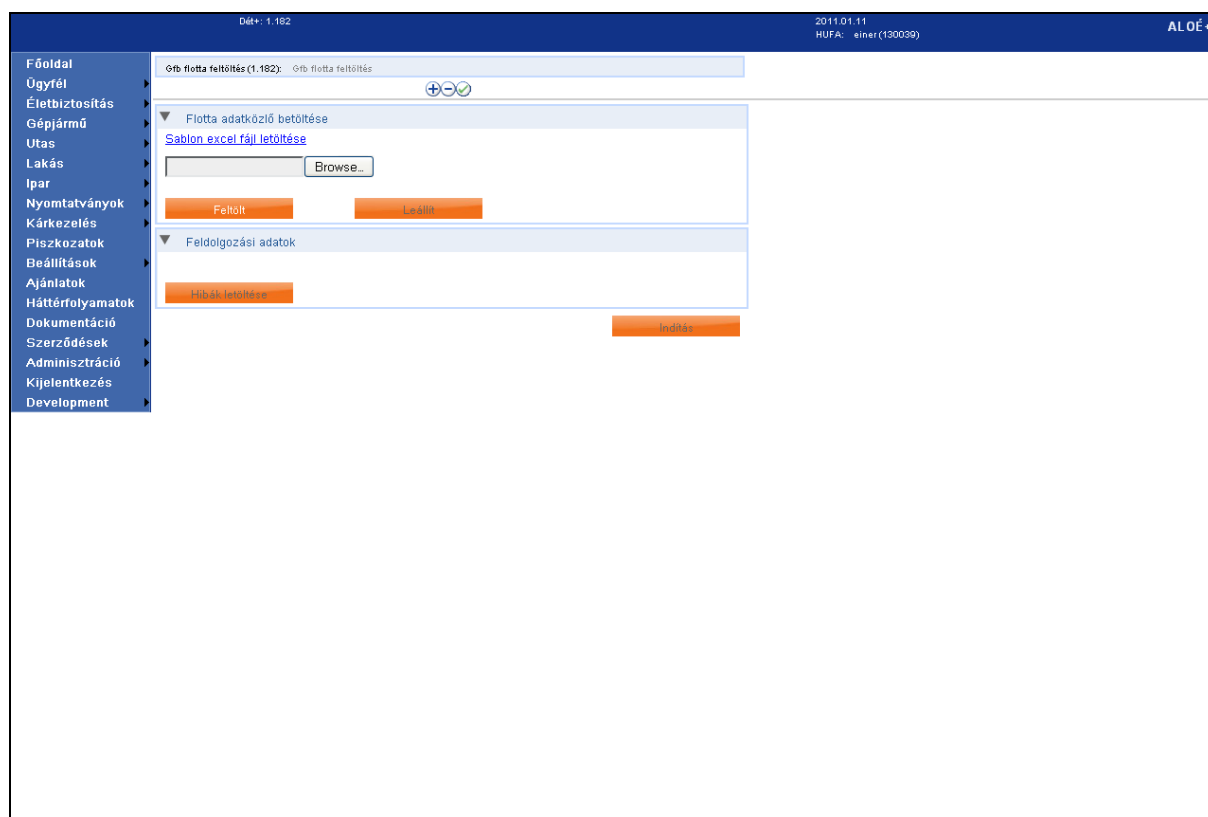 Dét+: 1.182
2011.01.11
HUFA: einer(130039)
ALOÉ+
Főoldal
Ügyfél
Életbiztosítás
Gépjármű
Utas
Lakás
Ipar
Nyomtatványok
Kárkezelés
Piszkozatok
Beállítások
Ajánlatok
Háttérfolyamatok
Dokumentáció
Szerződések
Adminisztráció
Kijelentkezés
Development
Gfb flotta feltöltés (1.182): Gfb flotta feltöltés
Flotta adatközlő betöltése
Sablon excel fájl letöltése
Browse...
Feltölt Leállít
Feldolgozási adatok
Hibák letöltése
Indítás